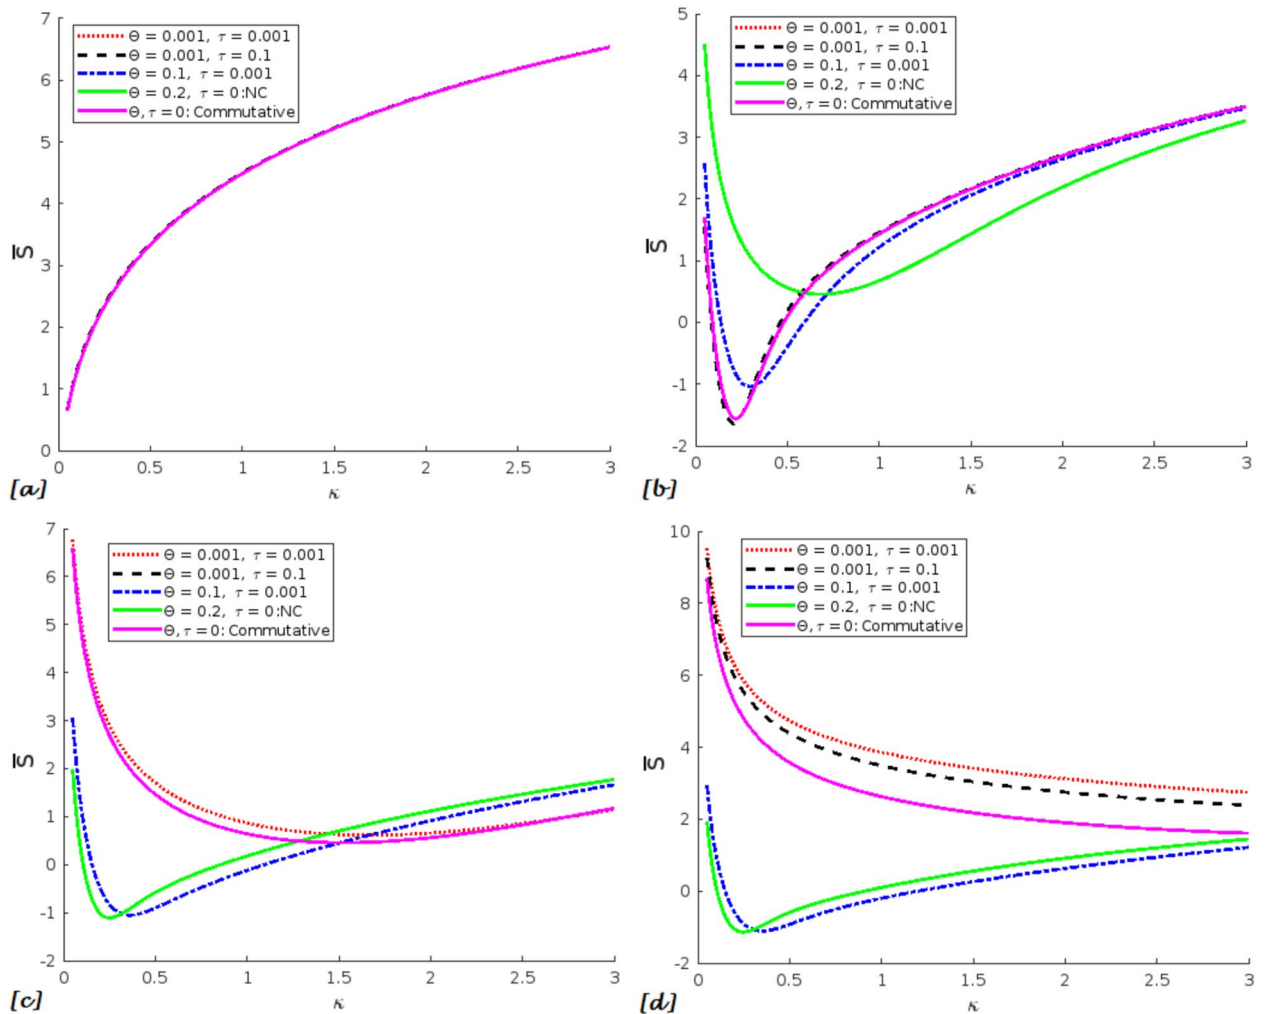 7
6
5
4
3
2
1
0
S̅
Θ = 0.001, τ = 0.001
Θ = 0.001, τ = 0.1
Θ = 0.1, τ = 0.001
Θ = 0.2, τ = 0:NC
Θ, τ = 0: Commutative
0 0.5 1 1.5 2 2.5 3
κ
[a]
5
4
3
2
1
0
-1
-2
S̅
Θ = 0.001, τ = 0.001
Θ = 0.001, τ = 0.1
Θ = 0.1, τ = 0.001
Θ = 0.2, τ = 0:NC
Θ, τ = 0: Commutative
0 0.5 1 1.5 2 2.5 3
κ
[b]
7
6
5
4
3
2
1
0
-1
-2
S̅
Θ = 0.001, τ = 0.001
Θ = 0.001, τ = 0.1
Θ = 0.1, τ = 0.001
Θ = 0.2, τ = 0:NC
Θ, τ = 0: Commutative
0 0.5 1 1.5 2 2.5 3
κ
[c]
10
8
6
4
2
0
-2
S̅
Θ = 0.001, τ = 0.001
Θ = 0.001, τ = 0.1
Θ = 0.1, τ = 0.001
Θ = 0.2, τ = 0:NC
Θ, τ = 0: Commutative
0 0.5 1 1.5 2 2.5 3
κ
[d]